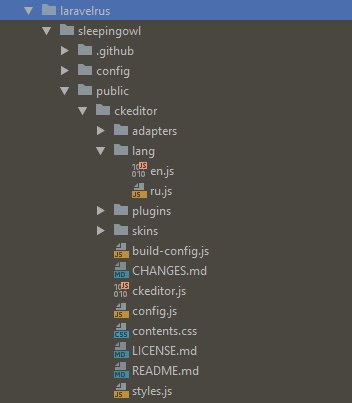 laravelrus
sleepingowl
.github
config
public
ckeditor
adapters
lang
en.js
ru.js
plugins
skins
build-config.js
CHANGES.md
ckeditor.js
config.js
contents.css
LICENSE.md
README.md
styles.js